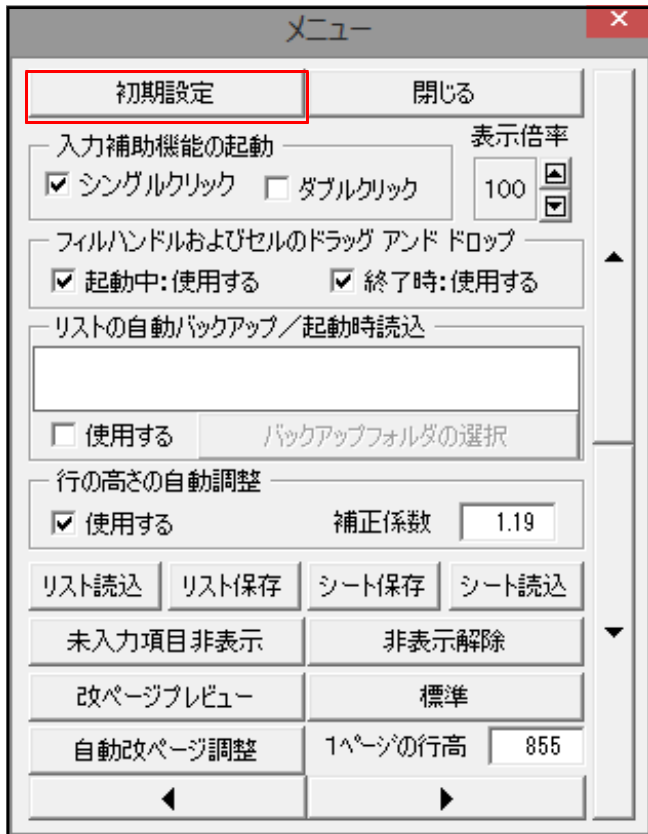 メニュー
×
初期設定
閉じる
入力補助機能の起動
表示倍率
シングルクリック
ダブルクリック
100
フィルハンドルおよびセルのドラッグ アンド ドロップ
起動中:使用する
終了時:使用する
リストの自動バックアップ/起動時読込
使用する
バックアップフォルダの選択
行の高さの自動調整
使用する
補正係数
1.19
リスト読込
リスト保存
シート保存
シート読込
未入力項目非表示
非表示解除
改ページプレビュー
標準
自動改ページ調整
1ページの行高
855